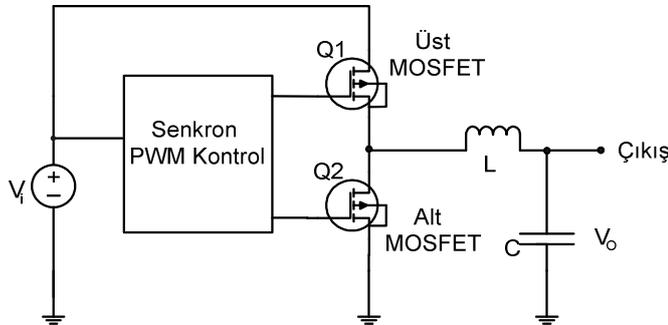 Q1
Üst
MOSFET
Senkron
PWM Kontrol
Vi
Q2
Alt
MOSFET
L
Çıkış
C
VO